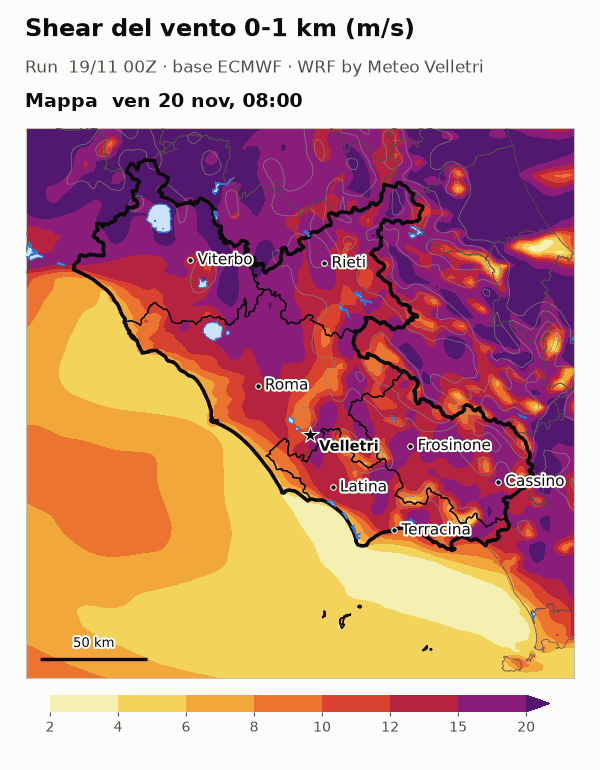 Shear del vento 0-1 km (m/s)
Run 19/11 00Z · base ECMWF · WRF by Meteo Velletri
Mappa ven 20 nov, 08:00
Viterbo
Rieti
Roma
Velletri
Frosinone
Cassino
Latina
Terracina
50 km
2 4 6 8 10 12 15 20